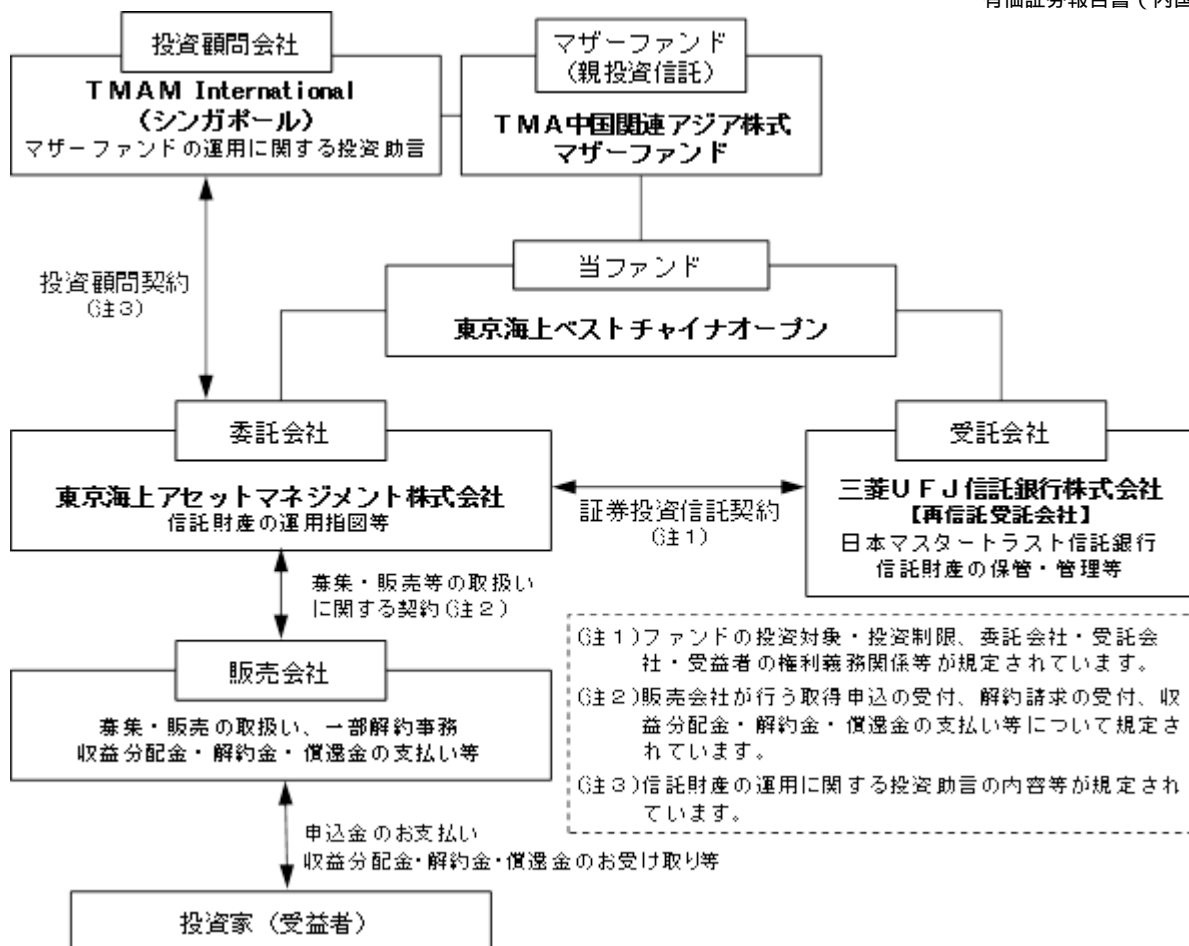 有価証券報告書（内国
投資顧問会社
ＴＭＡＭ International
（シンガポール）
マザーファンドの運用に関する投資助言
マザーファンド
（親投資信託）
ＴＭＡ中国関連アジア株式
マザーファンド
当ファンド
東京海上ベストチャイナオープン
投資顧問契約
（注３）
委託会社
東京海上アセットマネジメント株式会社
信託財産の運用指図等
証券投資信託契約
（注１）
受託会社
三菱ＵＦＪ信託銀行株式会社
【再信託受託会社】
日本マスタートラスト信託銀行
信託財産の保管・管理等
募集・販売等の取扱い
に関する契約（注２）
販売会社
募集・販売の取扱い、一部解約事務
収益分配金・解約金・償還金の支払い等
（注１）ファンドの投資対象・投資制限、委託会社・受託会
社・受益者の権利義務関係等が規定されています。
（注２）販売会社が行う取得申込の受付、解約請求の受付、収
益分配金・解約金・償還金の支払い等について規定さ
れています。
（注３）信託財産の運用に関する投資助言の内容等が規定され
ています。
申込金のお支払い
収益分配金・解約金・償還金のお受け取り等
投資家（受益者）